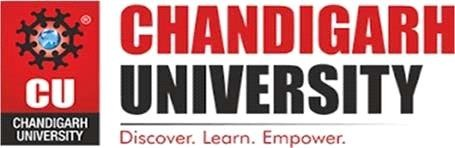 CU
CHANDIGARH
UNIVERSITY
CHANDIGARH
UNIVERSITY
Discover. Learn. Empower.